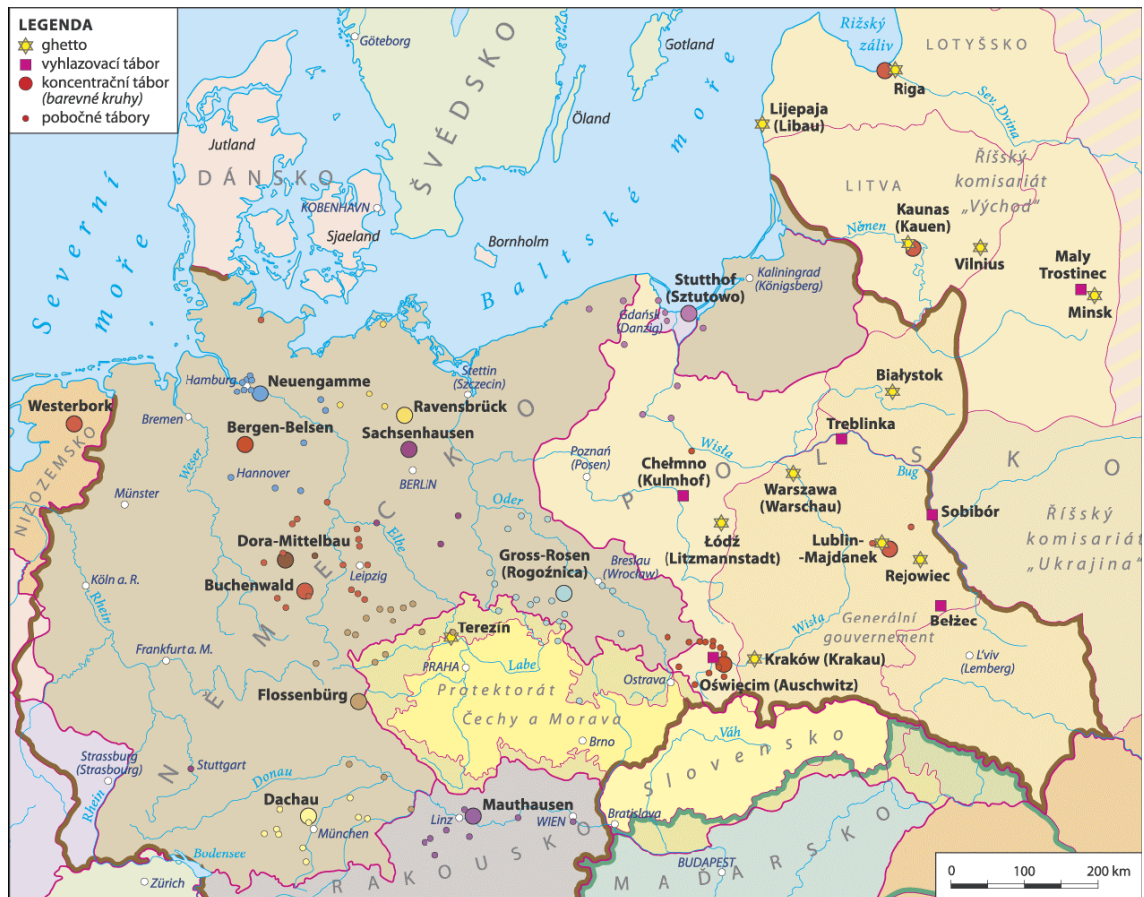 LEGENDA
ghetto
vyhlazovací tábor
koncentrační tábor
(barevné kruhy)
pobočné tábory
Göteborg
Gotland
Rižský
záliv
LOTYŠSKO
Riga
Sev. Dvina
Öland
Lijepaja
(Libau)
Jutland
DÁNSKO
ŠVÉDSKO
KOBENHAVN
Sjaeland
Bornholm
Severní
moře
Baltské moře
LITVA
Říšský
komisariát
„Východ"
Kaunas
(Kauen)
Němen
Vilnius
Maly
Trostinec
Minsk
Stutthof
(Sztutowo)
Kaliningrad
(Königsberg)
Gdańsk
(Danzig)
Stettin
(Szczecin)
Hamburg
Neuengamme
Ravensbrück
Białystok
Westerbork
Bremen
Bergen-Belsen
Sachsenhausen
Treblinka
Wisła
Bug
NIZOZEMSKO
Weser
Hannover
BERLIN
Poznań
(Posen)
Chełmno
(Kulmhof)
Warszawa
(Warschau)
POLSKO
Münster
Oder
Sobibór
Říšský
komisariát
„Ukrajina"
Dora-Mittelbau
Elbe
Łódź
(Litzmannstadt)
Lublin-
-Majdanek
Rejowiec
Köln a. R.
Buchenwald
Leipzig
Gross-Rosen
(Rogoźnica)
Breslau
(Wrocław)
Rhein
NĚMECKO
Bełżec
Wisła
Generální
gouvernement
Terezín
Frankfurt a. M.
PRAHA
Labe
Kraków (Krakau)
L'viv
(Lemberg)
Ostrava
Oświęcim (Auschwitz)
Flossenbürg
Protektorát
Čechy a Morava
Brno
Váh
Slovensko
Strassburg
(Strasbourg)
Rhein
Stuttgart
Donau
Dachau
München
Linz
Mauthausen
WIEN
Bratislava
Bodensee
Zürich
RAKOUSKO
BUDAPEST
MAĎARSKO
0 100 200 km